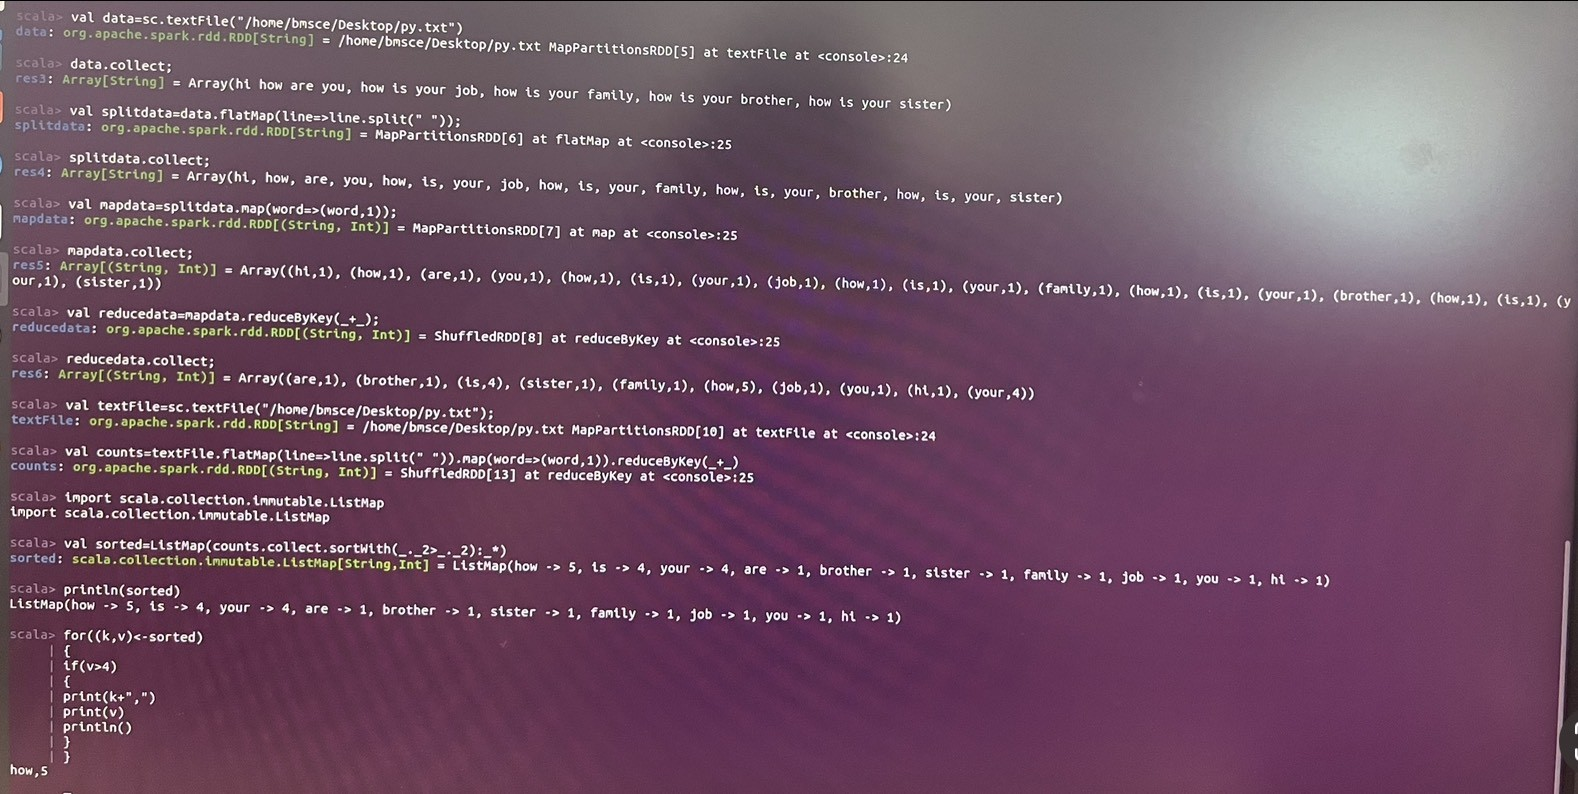 scala> val data=sc.textFile("/home/bmsce/Desktop/py.txt")
data: org.apache.spark.rdd.RDD[String] = /home/bmsce/Desktop/py.txt MapPartitionsRDD[5] at textFile at <console>:24
scala> data.collect;
res3: Array[String] = Array(hi how are you, how is your job, how is your family, how is your brother, how is your sister)
scala> val splitdata=data.flatMap(line=>line.split(" "));
splitdata: org.apache.spark.rdd.RDD[String] = MapPartitionsRDD[6] at flatMap at <console>:25
scala> splitdata.collect;
res4: Array[String] = Array(hi, how, are, you, how, is, your, job, how, is, your, family, how, is, your, brother, how, is, your, sister)
scala> val mapdata=splitdata.map(word=>(word,1));
mapdata: org.apache.spark.rdd.RDD[(String, Int)] = MapPartitionsRDD[7] at map at <console>:25
scala> mapdata.collect;
res5: Array[(String, Int)] = Array((hi,1), (how,1), (are,1), (you,1), (how,1), (is,1), (your,1), (job,1), (how,1), (is,1), (your,1), (family,1), (how,1), (is,1), (your,1), (brother,1), (how,1), (is,1), (y
our,1), (sister,1))
scala> val reducedata=mapdata.reduceByKey(_+_);
reducedata: org.apache.spark.rdd.RDD[(String, Int)] = ShuffledRDD[8] at reduceByKey at <console>:25
scala> reducedata.collect;
res6: Array[(String, Int)] = Array((are,1), (brother,1), (is,4), (sister,1), (family,1), (how,5), (job,1), (you,1), (hi,1), (your,4))
scala> val textFile=sc.textFile("/home/bmsce/Desktop/py.txt");
textFile: org.apache.spark.rdd.RDD[String] = /home/bmsce/Desktop/py.txt MapPartitionsRDD[10] at textFile at <console>:24
scala> val counts=textFile.flatMap(line=>line.split(" ")).map(word=>(word,1)).reduceByKey(_+_)
counts: org.apache.spark.rdd.RDD[(String, Int)] = ShuffledRDD[13] at reduceByKey at <console>:25
scala> import scala.collection.immutable.ListMap
import scala.collection.immutable.ListMap
scala> val sorted=ListMap(counts.collect.sortWith(_._2>_._2):_*)
sorted: scala.collection.immutable.ListMap[String,Int] = ListMap(how -> 5, is -> 4, your -> 4, are -> 1, brother -> 1, sister -> 1, family -> 1, job -> 1, you -> 1, hi -> 1)
scala> println(sorted)
ListMap(how -> 5, is -> 4, your -> 4, are -> 1, brother -> 1, sister -> 1, family -> 1, job -> 1, you -> 1, hi -> 1)
scala> for((k,v)<-sorted)
| {
| if(v>4)
| {
| print(k+",")
| print(v)
| println()
| }
| }
how,5